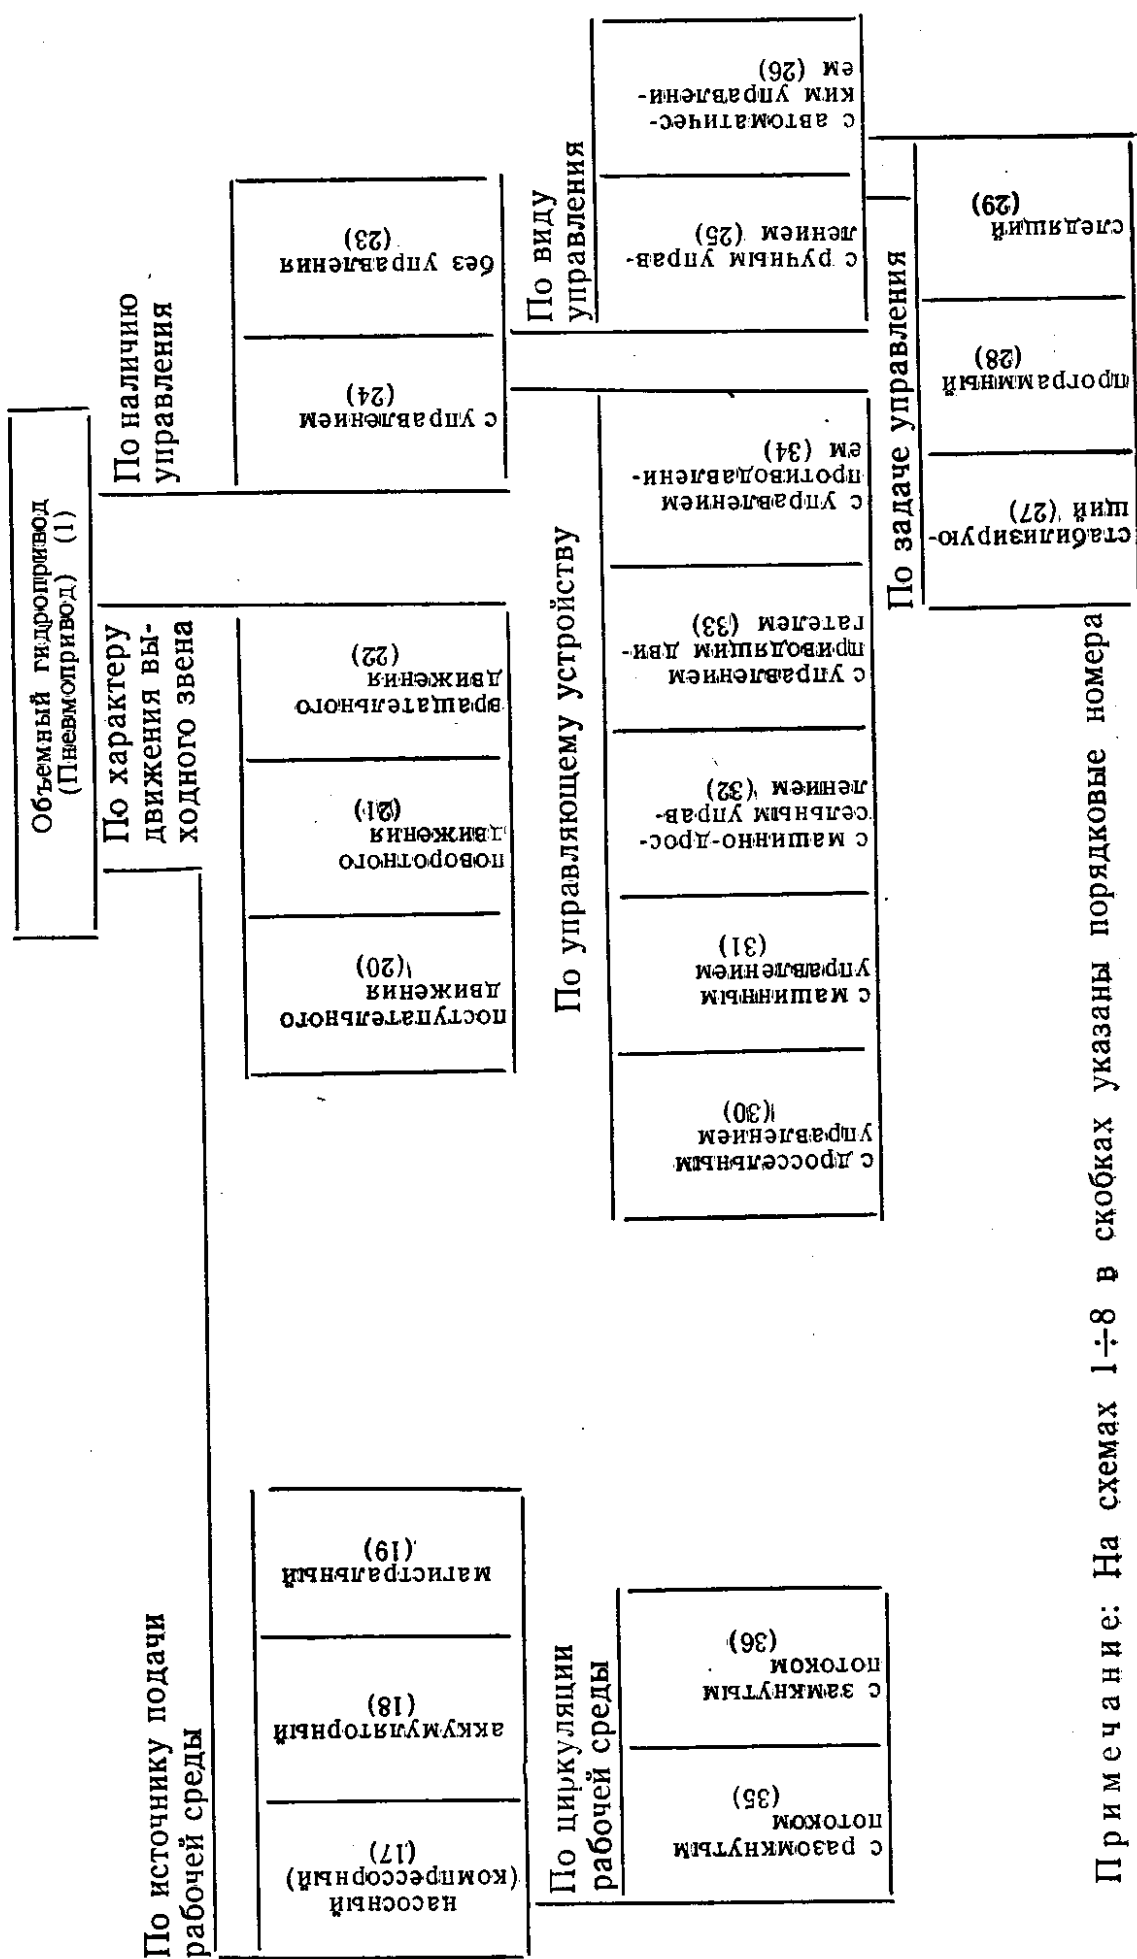 Объемный гидропривод
(Пневмопривод) (1)
По источнику подачи
рабочей среды
насосный
(компрессорный)
(17)
аккумуляторный
(18)
магистральный
(19)
По циркуляции
рабочей среды
с разомкнутым
потоком
(35)
с замкнутым
потоком
(36)
По характеру
движения вы-
ходного звена
поступательного
движения
(20)
поворотного
движения
(21)
вращательного
движения
(22)
По наличию
управления
с управлением
(24)
без управления
(23)
По управляющему устройству
с дроссельным
управлением
(30)
с машинным
управлением
(31)
с машинно-дрос-
сельным управ-
лением (32)
с управлением
приводящим дви-
гателем (33)
с управлением
противодавлени-
ем (34)
По виду
управления
с ручным управ-
лением (25)
с автоматичес-
ким управлени-
ем (26)
По задаче управления
стабилизирую-
щий (27)
программный
(28)
следящий
(29)
Примечание: На схемах 1÷8 в скобках указаны порядковые номера